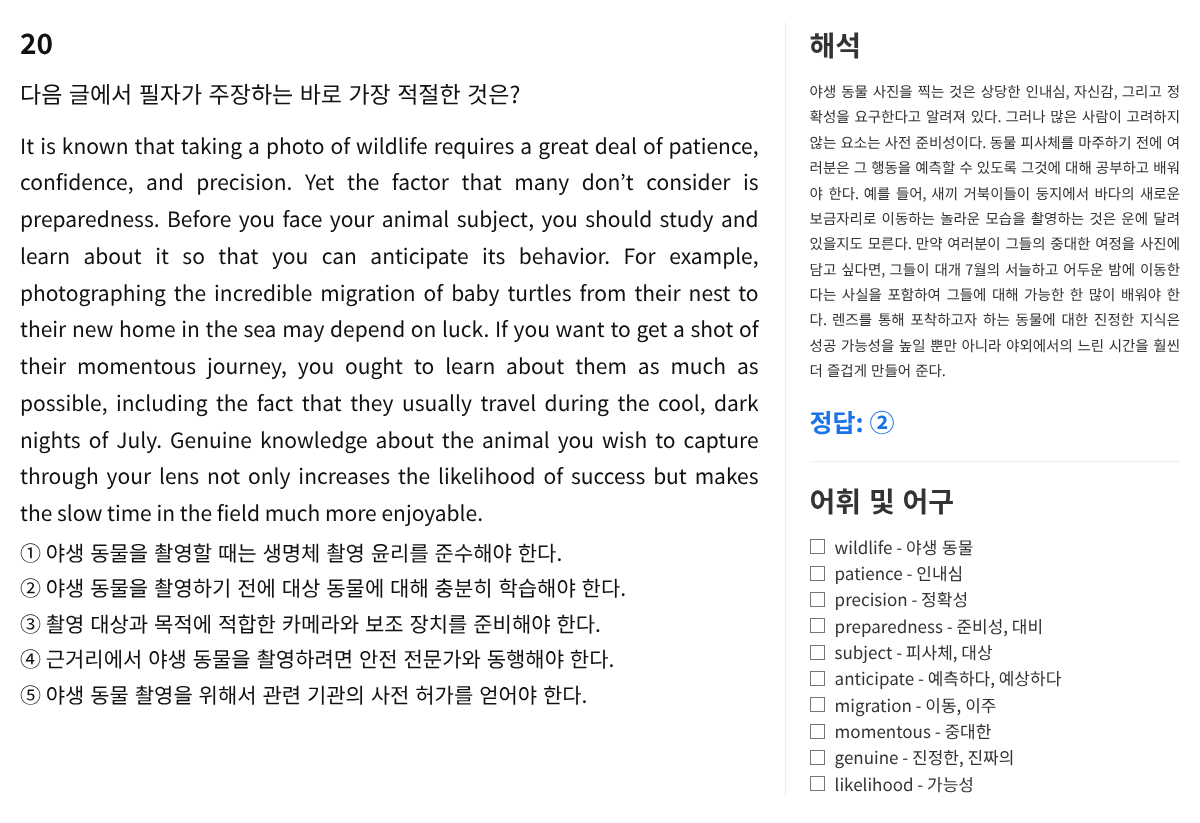 20
다음 글에서 필자가 주장하는 바로 가장 적절한 것은?
It is known that taking a photo of wildlife requires a great deal of patience,
confidence, and precision. Yet the factor that many don’t consider is
preparedness. Before you face your animal subject, you should study and
learn about it so that you can anticipate its behavior. For example,
photographing the incredible migration of baby turtles from their nest to
their new home in the sea may depend on luck. If you want to get a shot of
their momentous journey, you ought to learn about them as much as
possible, including the fact that they usually travel during the cool, dark
nights of July. Genuine knowledge about the animal you wish to capture
through your lens not only increases the likelihood of success but makes
the slow time in the field much more enjoyable.
① 야생 동물을 촬영할 때는 생명체 촬영 윤리를 준수해야 한다.
② 야생 동물을 촬영하기 전에 대상 동물에 대해 충분히 학습해야 한다.
③ 촬영 대상과 목적에 적합한 카메라와 보조 장치를 준비해야 한다.
④ 근거리에서 야생 동물을 촬영하려면 안전 전문가와 동행해야 한다.
⑤ 야생 동물 촬영을 위해서 관련 기관의 사전 허가를 얻어야 한다.
해석
야생 동물 사진을 찍는 것은 상당한 인내심, 자신감, 그리고 정
확성을 요구한다고 알려져 있다. 그러나 많은 사람이 고려하지
않는 요소는 사전 준비성이다. 동물 피사체를 마주하기 전에 여
러분은 그 행동을 예측할 수 있도록 그것에 대해 공부하고 배워
야 한다. 예를 들어, 새끼 거북이들이 둥지에서 바다의 새로운
보금자리로 이동하는 놀라운 모습을 촬영하는 것은 운에 달려
있을지도 모른다. 만약 여러분이 그들의 중대한 여정을 사진에
담고 싶다면, 그들이 대개 7월의 서늘하고 어두운 밤에 이동한
다는 사실을 포함하여 그들에 대해 가능한 한 많이 배워야 한
다. 렌즈를 통해 포착하고자 하는 동물에 대한 진정한 지식은
성공 가능성을 높일 뿐만 아니라 야외에서의 느린 시간을 훨씬
더 즐겁게 만들어 준다.
정답: ②
어휘 및 어구
☐ wildlife - 야생 동물
☐ patience - 인내심
☐ precision - 정확성
☐ preparedness - 준비성, 대비
☐ subject - 피사체, 대상
☐ anticipate - 예측하다, 예상하다
☐ migration - 이동, 이주
☐ momentous - 중대한
☐ genuine - 진정한, 진짜의
☐ likelihood - 가능성